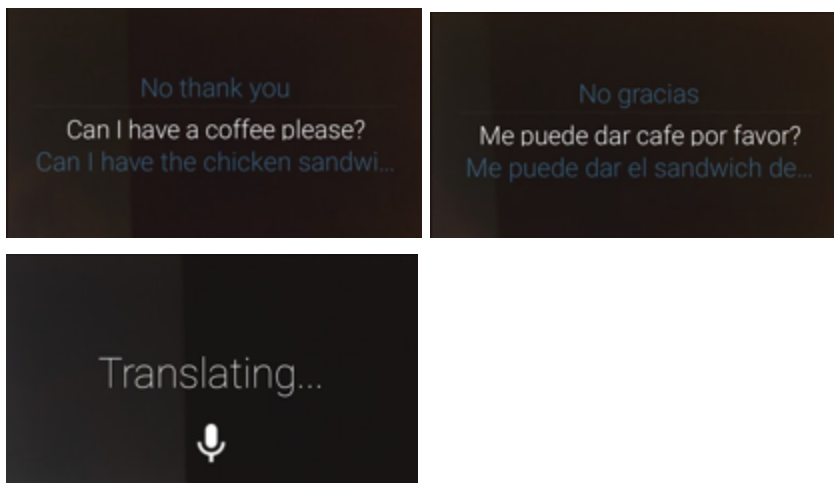 No thank you
Can I have a coffee please?
Can I have the chicken sandwi...
No gracias
Me puede dar cafe por favor?
Me puede dar el sandwich de...
Translating...